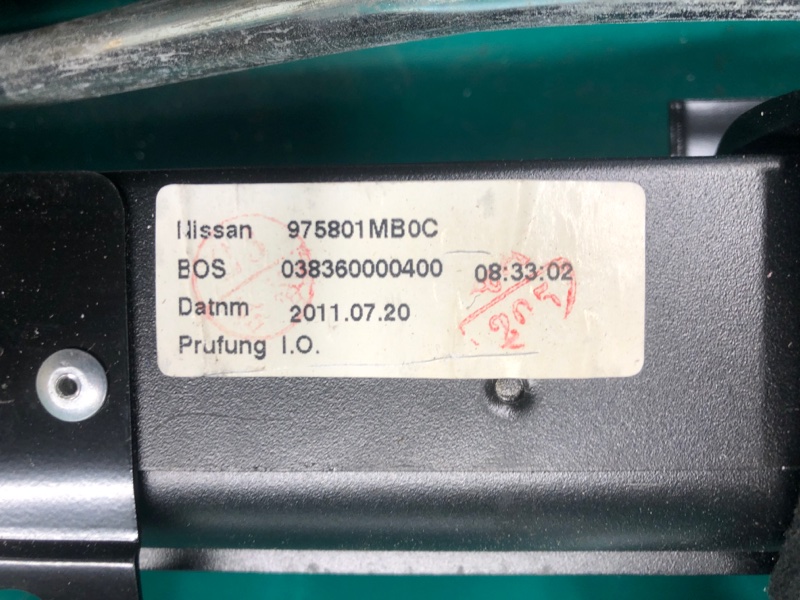 Nissan 975801MB0C
BOS 038360000400 08:33:02
Datnm 2011.07.20
Prufung I.O.